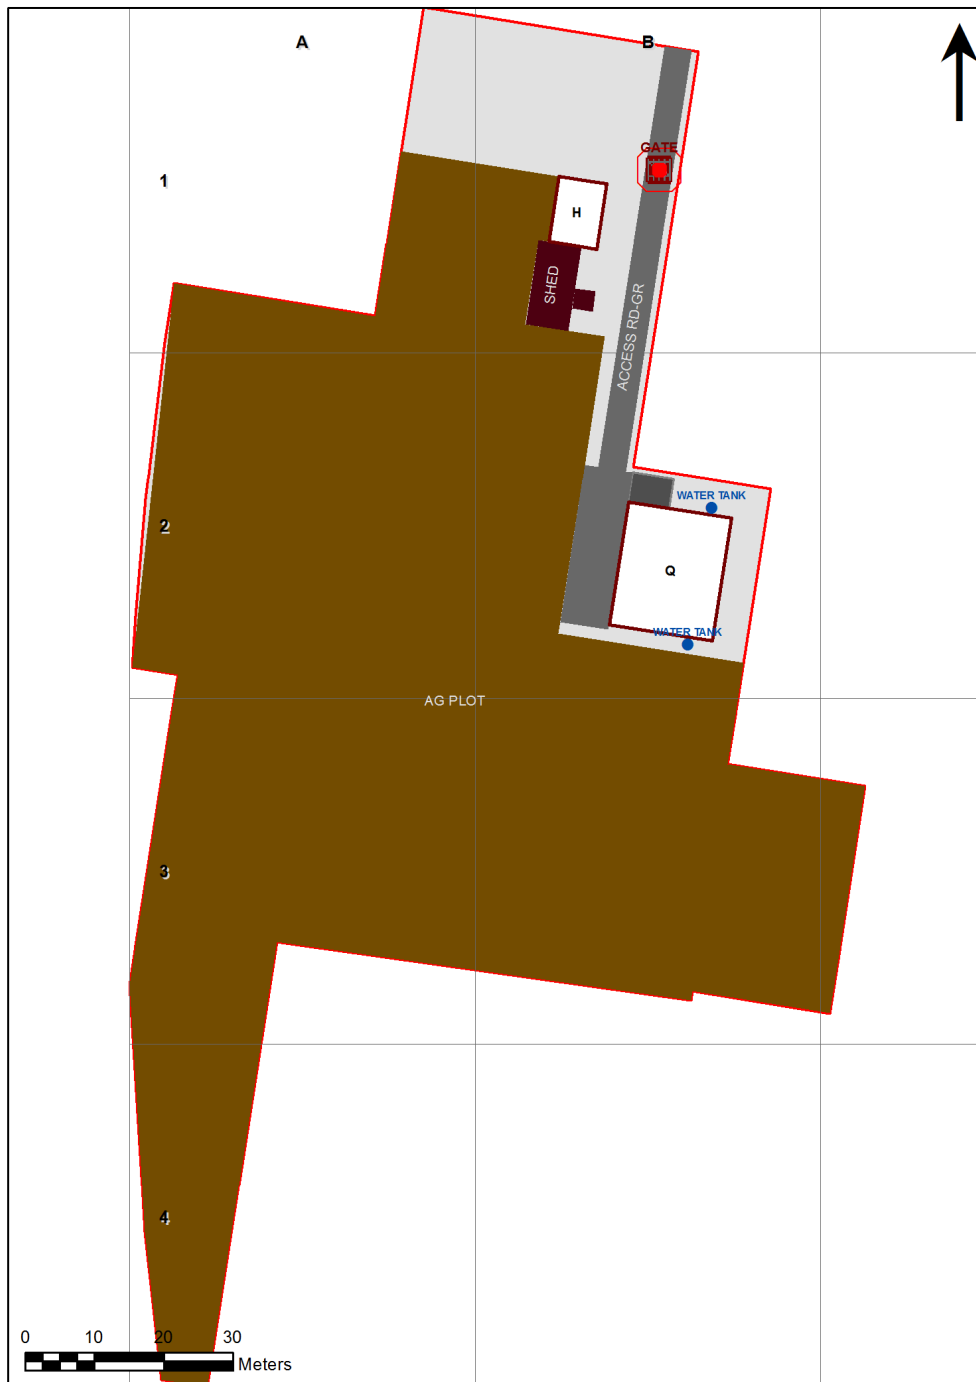 A
B
GATE
1
H
SHED
ACCESS RD-GR
WATER TANK
2
Q
WATER TANK
AG PLOT
3
4
0 10 20 30
Meters